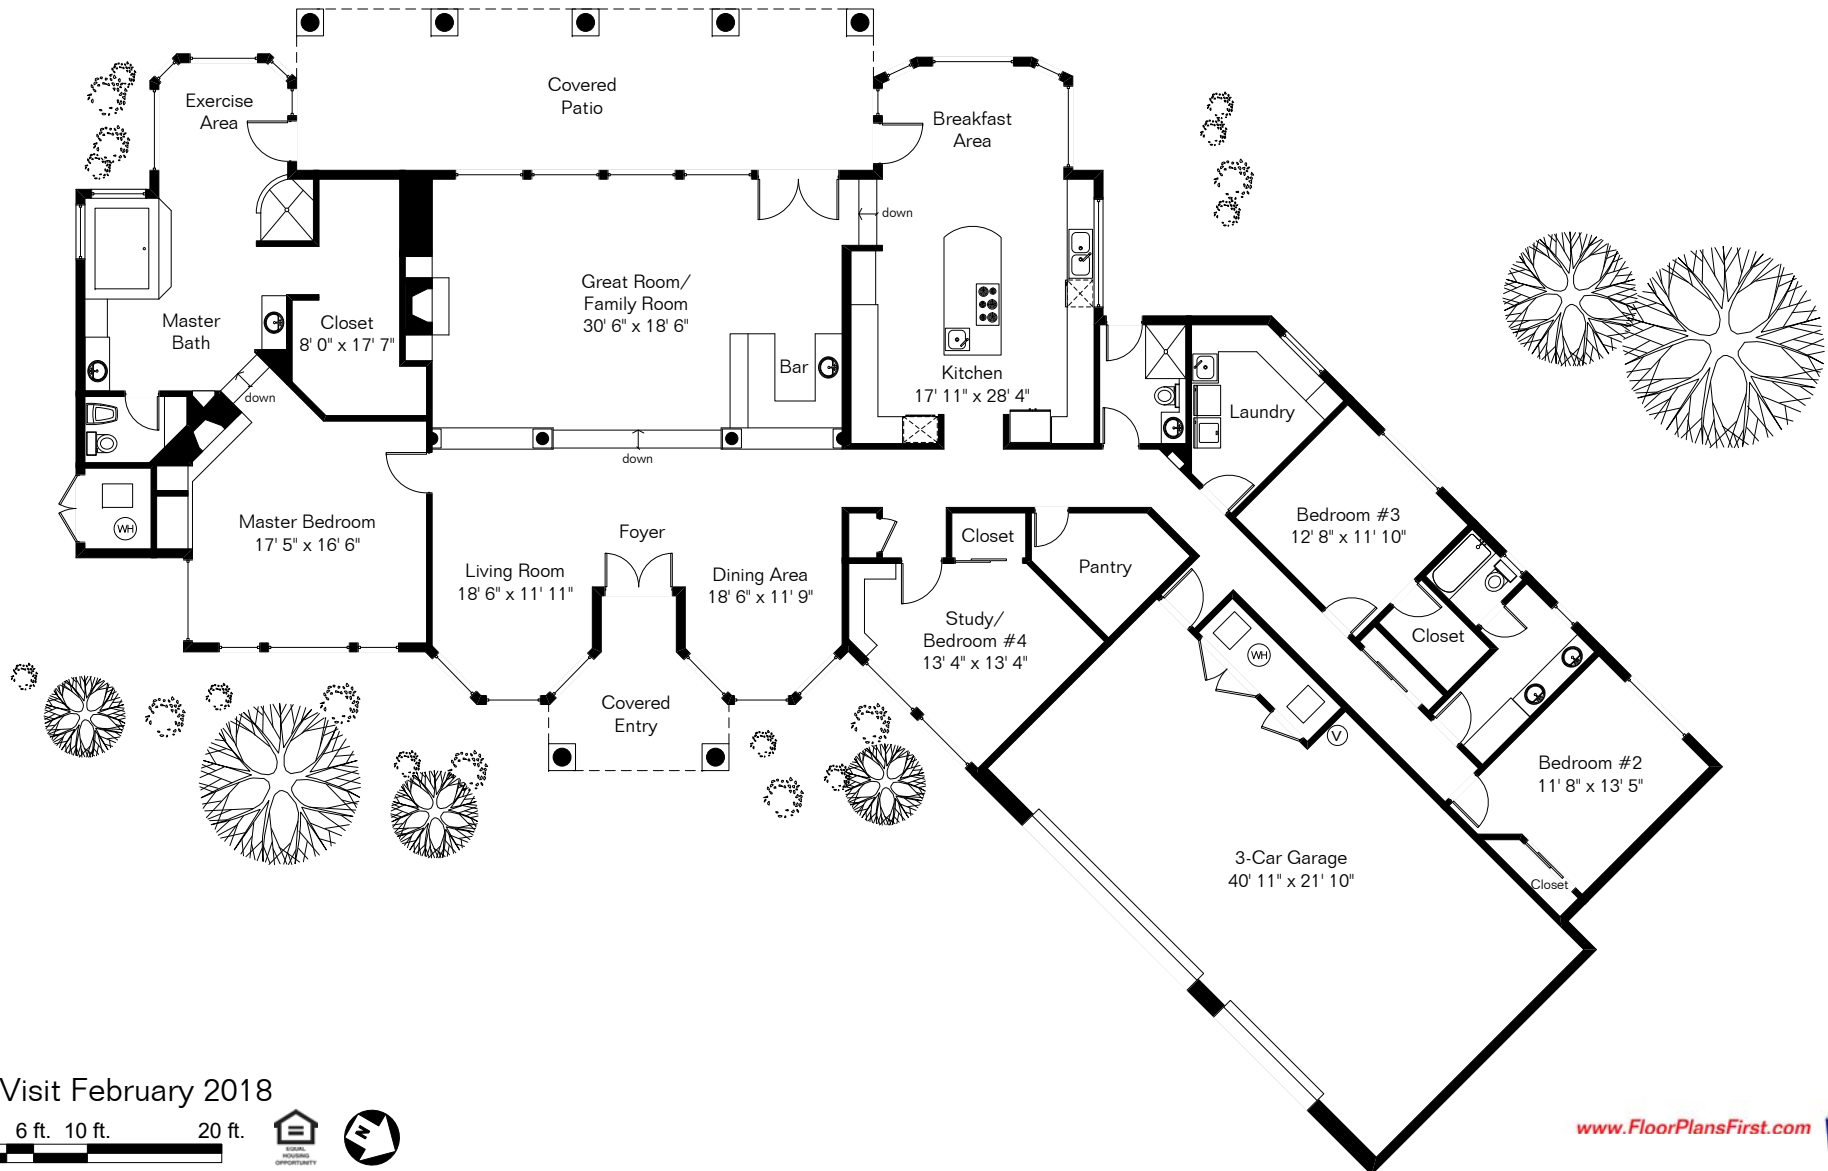 Covered
Patio
Exercise
Area
Breakfast
Area
down
Great Room/
Family Room
30' 6" x 18' 6"
Master
Bath
Closet
8' 0" x 17' 7"
Bar
Kitchen
17' 11" x 28' 4"
down
Laundry
down
Master Bedroom
17' 5" x 16' 6"
WH
Foyer
Living Room
18' 6" x 11' 11"
Dining Area
18' 6" x 11' 9"
Closet
Pantry
Bedroom #3
12' 8" x 11' 10"
Study/
Bedroom #4
13' 4" x 13' 4"
Closet
WH
V
Covered
Entry
Bedroom #2
11' 8" x 13' 5"
3-Car Garage
40' 11" x 21' 10"
Closet
Visit February 2018
6 ft. 10 ft. 20 ft.
EQUAL
HOUSING
OPPORTUNITY
N
www.FloorPlansFirst.com